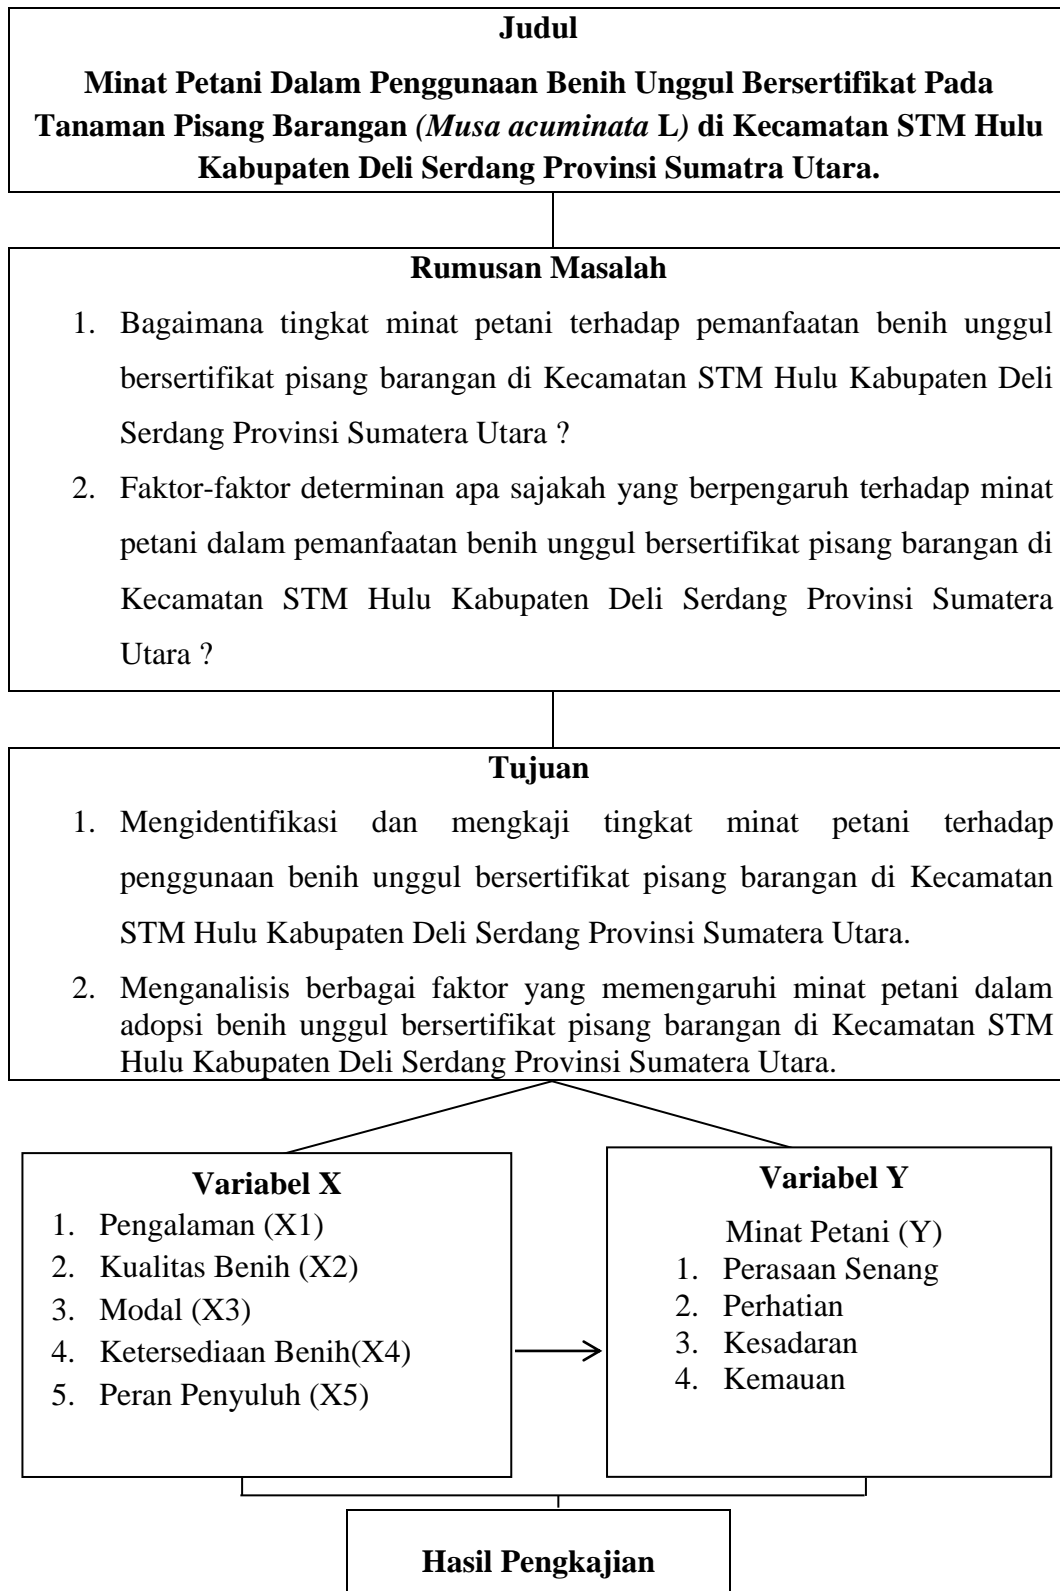 Judul
Minat Petani Dalam Penggunaan Benih Unggul Bersertifikat Pada
Tanaman Pisang Barangan (Musa acuminata L) di Kecamatan STM Hulu
Kabupaten Deli Serdang Provinsi Sumatra Utara.
Rumusan Masalah
1. Bagaimana tingkat minat petani terhadap pemanfaatan benih unggul
bersertifikat pisang barangan di Kecamatan STM Hulu Kabupaten Deli
Serdang Provinsi Sumatera Utara ?
2. Faktor-faktor determinan apa sajakah yang berpengaruh terhadap minat
petani dalam pemanfaatan benih unggul bersertifikat pisang barangan di
Kecamatan STM Hulu Kabupaten Deli Serdang Provinsi Sumatera
Utara ?
Tujuan
1. Mengidentifikasi dan mengkaji tingkat minat petani terhadap
penggunaan benih unggul bersertifikat pisang barangan di Kecamatan
STM Hulu Kabupaten Deli Serdang Provinsi Sumatera Utara.
2. Menganalisis berbagai faktor yang memengaruhi minat petani dalam
adopsi benih unggul bersertifikat pisang barangan di Kecamatan STM
Hulu Kabupaten Deli Serdang Provinsi Sumatera Utara.
Variabel X
1. Pengalaman (X1)
2. Kualitas Benih (X2)
3. Modal (X3)
4. Ketersediaan Benih(X4)
5. Peran Penyuluh (X5)
Variabel Y
Minat Petani (Y)
1. Perasaan Senang
2. Perhatian
3. Kesadaran
4. Kemauan
Hasil Pengkajian